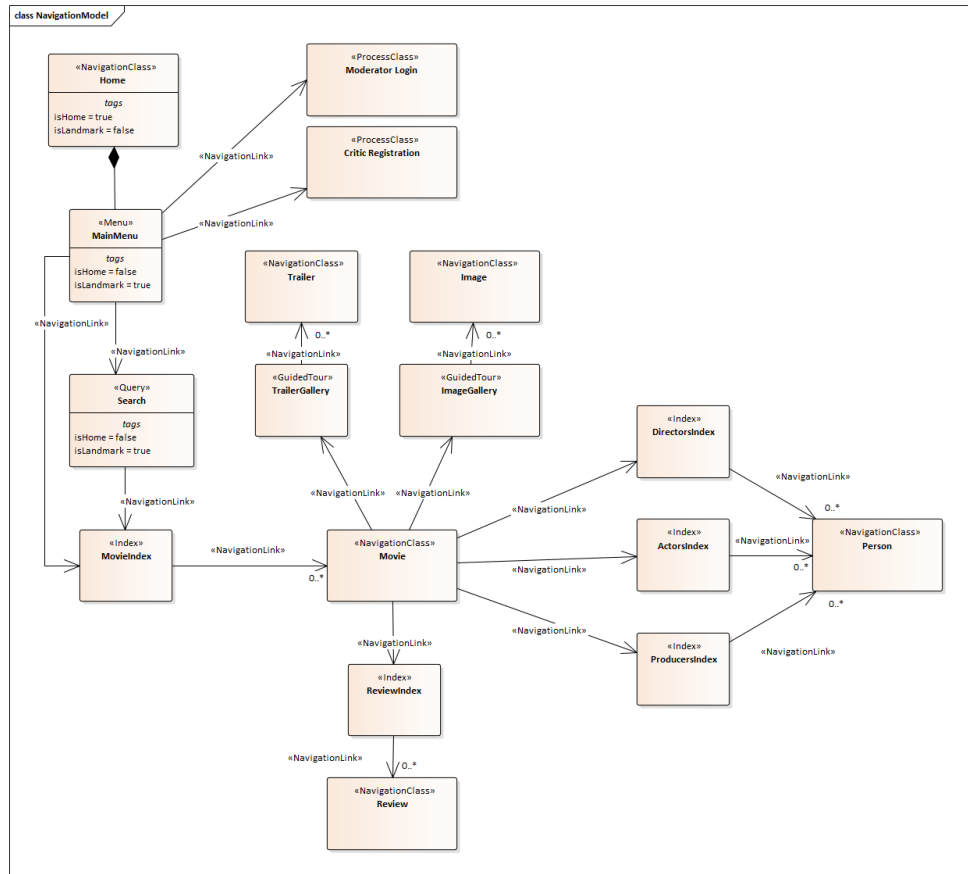 class NavigationModel
«NavigationClass»
Home
tags
isHome = true
isLandmark = false
«ProcessClass»
Moderator Login
«NavigationLink»
«ProcessClass»
Critic Registration
«NavigationLink»
«Menu»
MainMenu
tags
isHome = false
isLandmark = true
«NavigationLink»
«NavigationLink»
«NavigationClass»
Trailer
0..*
«NavigationLink»
«GuidedTour»
TrailerGallery
«NavigationClass»
Image
0..*
«NavigationLink»
«GuidedTour»
ImageGallery
«Query»
Search
tags
isHome = false
isLandmark = true
«NavigationLink»
«NavigationLink»
«NavigationLink»
«Index»
MovieIndex
«NavigationLink»
0..*
«NavigationClass»
Movie
«NavigationLink»
«Index»
DirectorsIndex
«NavigationLink»
0..*
«NavigationLink»
«Index»
ActorsIndex
«NavigationLink»
0..*
«NavigationClass»
Person
«NavigationLink»
«Index»
ProducersIndex
0..*
«NavigationLink»
«NavigationLink»
«Index»
ReviewIndex
«NavigationLink»
0..*
«NavigationClass»
Review